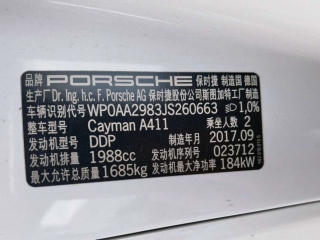 品牌 PORSCHE 保时捷 制造国 德国
生产厂Dr. Ing. h.c. F. Porsche AG 保时捷股份公司斯图加特工厂制造
车辆识别代号 WP0AA2983JS260663 1,0%
整车型号 Cayman A411 乘坐人数 2
发动机型号 DDP 制造年月 2017.09
发动机排量 1988cc 发动机序号 023712
最大允许总质量 1685kg 发动机最大净功率 184kW